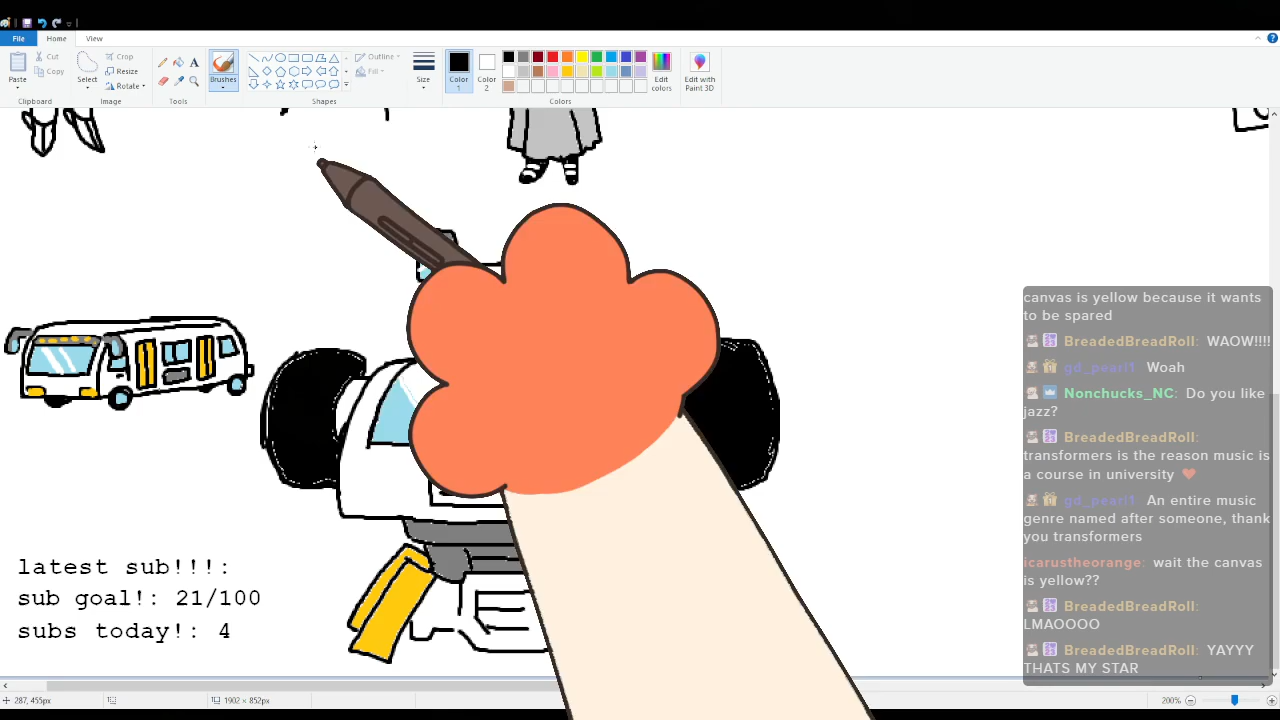 File Home View
Paste Cut Copy Select Crop Resize Rotate A Brushes Outline Fill Size Color 1 Color 2 Edit colors Edit with Paint 3D
Clipboard Image Tools Shapes Colors
canvas is yellow because it wants
to be spared
BreadedBreadRoll: WAOW!!!!
gd_pearl1 Woah
Nonchucks_NC: Do you like
jazz?
BreadedBreadRoll:
transformers is the reason music is
a course in university
gd_pearl1 An entire music
genre named after someone, thank
you transformers
icarustheorange: wait the canvas
is yellow??
BreadedBreadRoll:
LMAOOOO
BreadedBreadRoll: YAYYY
THATS MY STAR
latest sub!!!:
sub goal!: 21/100
subs today!: 4
287, 455px 1902 × 852px 200%